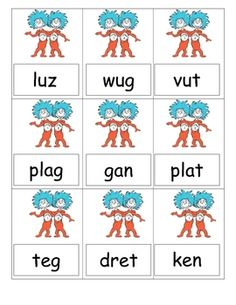 luz wug vut
plag gan plat
teg dret ken